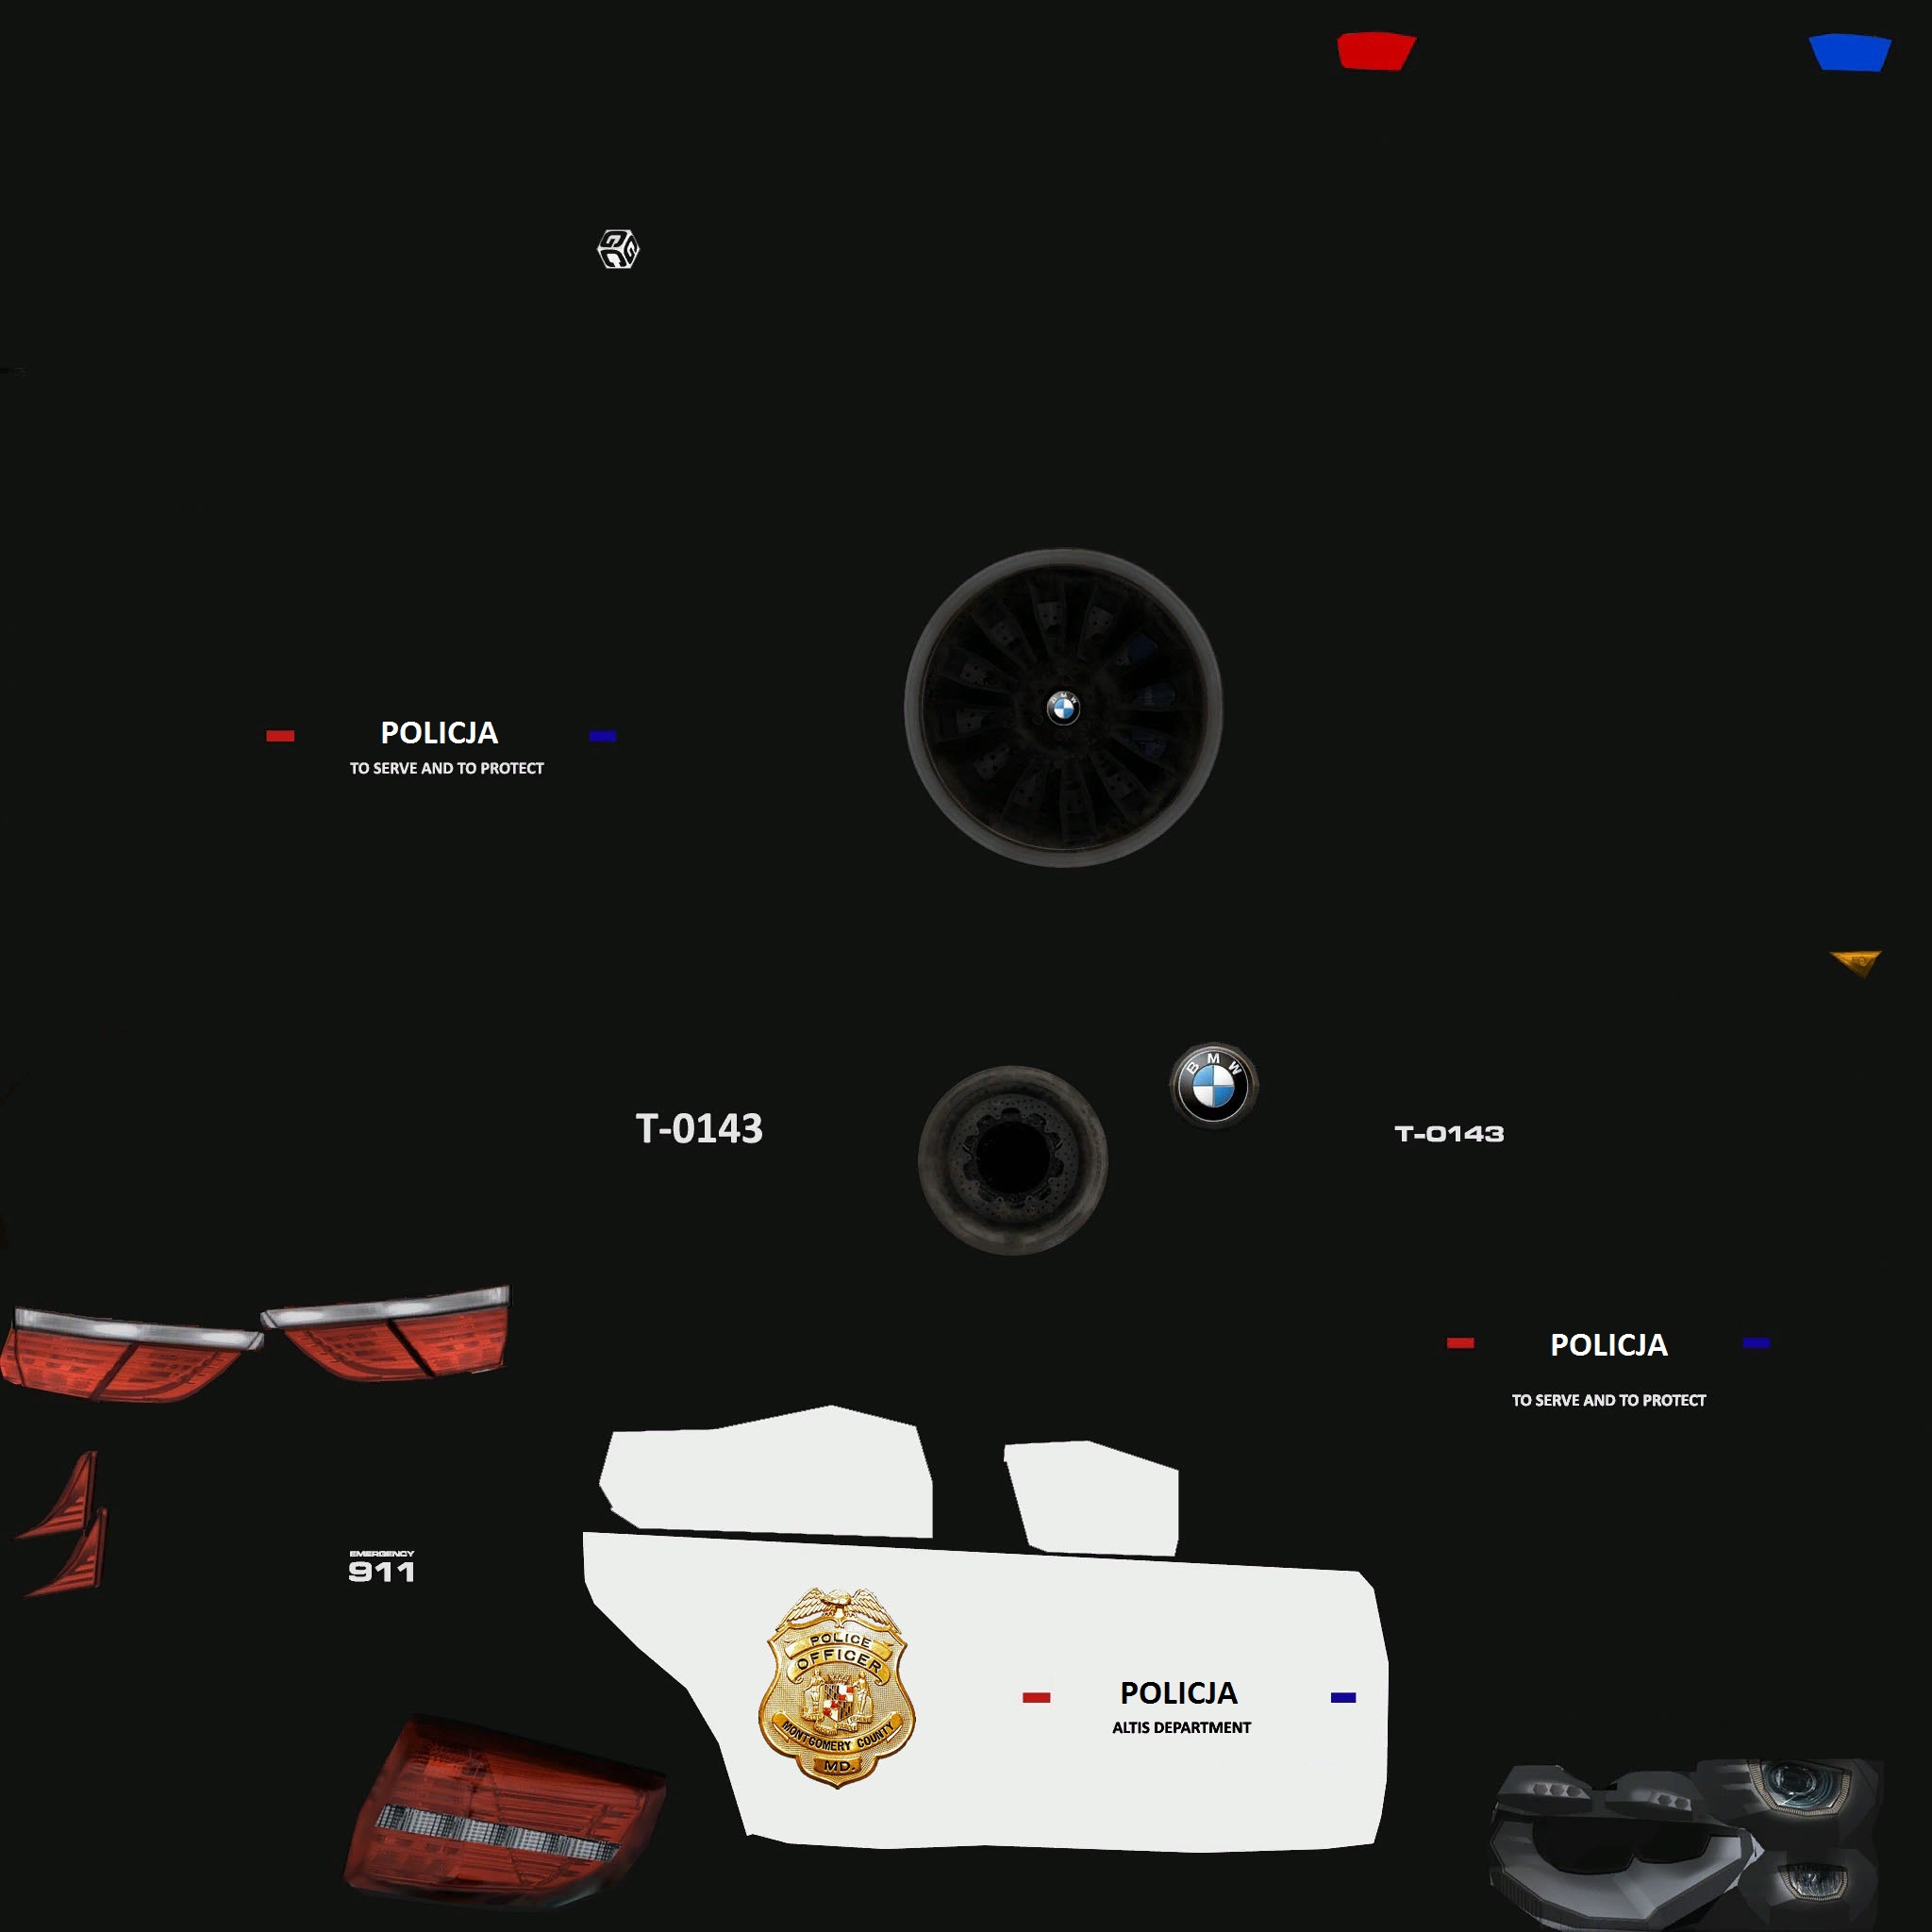 POLICJA
TO SERVE AND TO PROTECT
BMW
BMW
T-0143
T-0143
POLICJA
TO SERVE AND TO PROTECT
EMERGENCY
911
POLICE
OFFICER
MONTGOMERY COUNTY
MD.
POLICJA
ALTIS DEPARTMENT